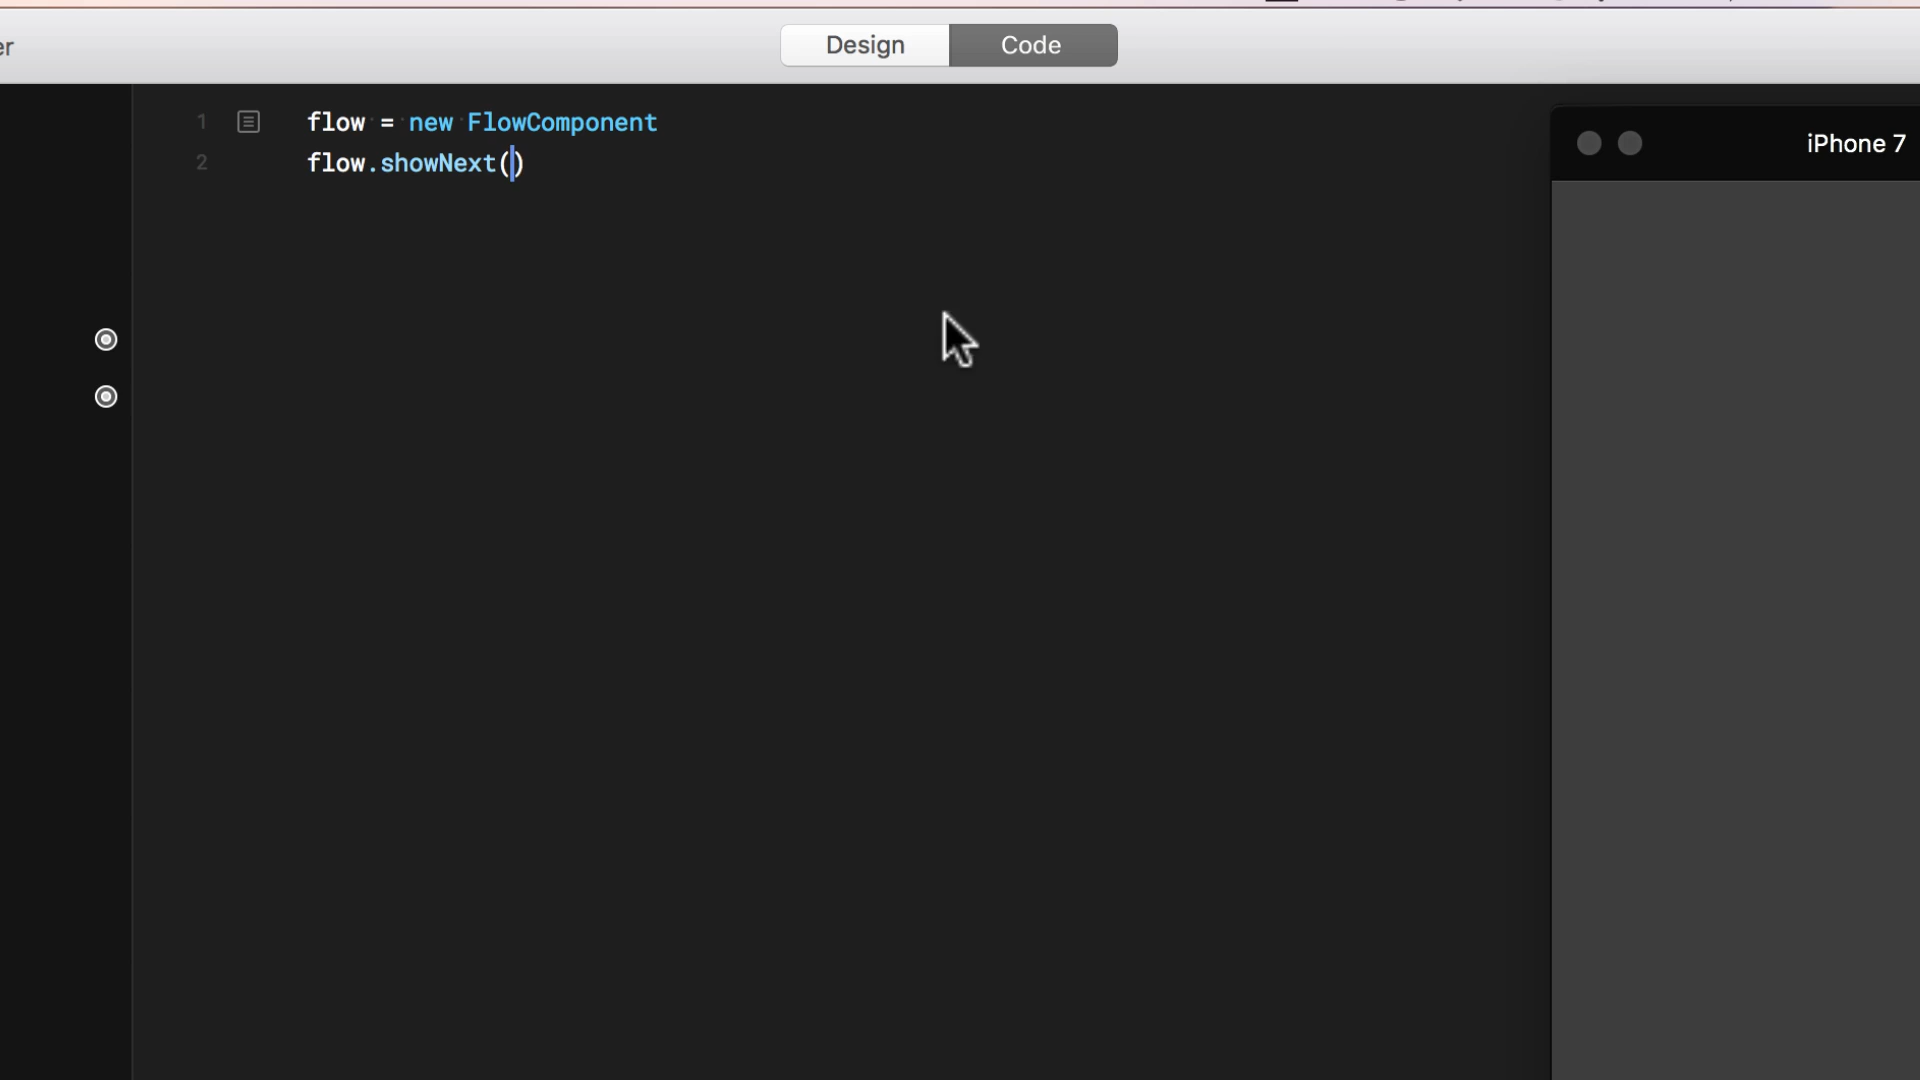 er
Design Code
1 flow = new FlowComponent
2 flow.showNext()
iPhone 7